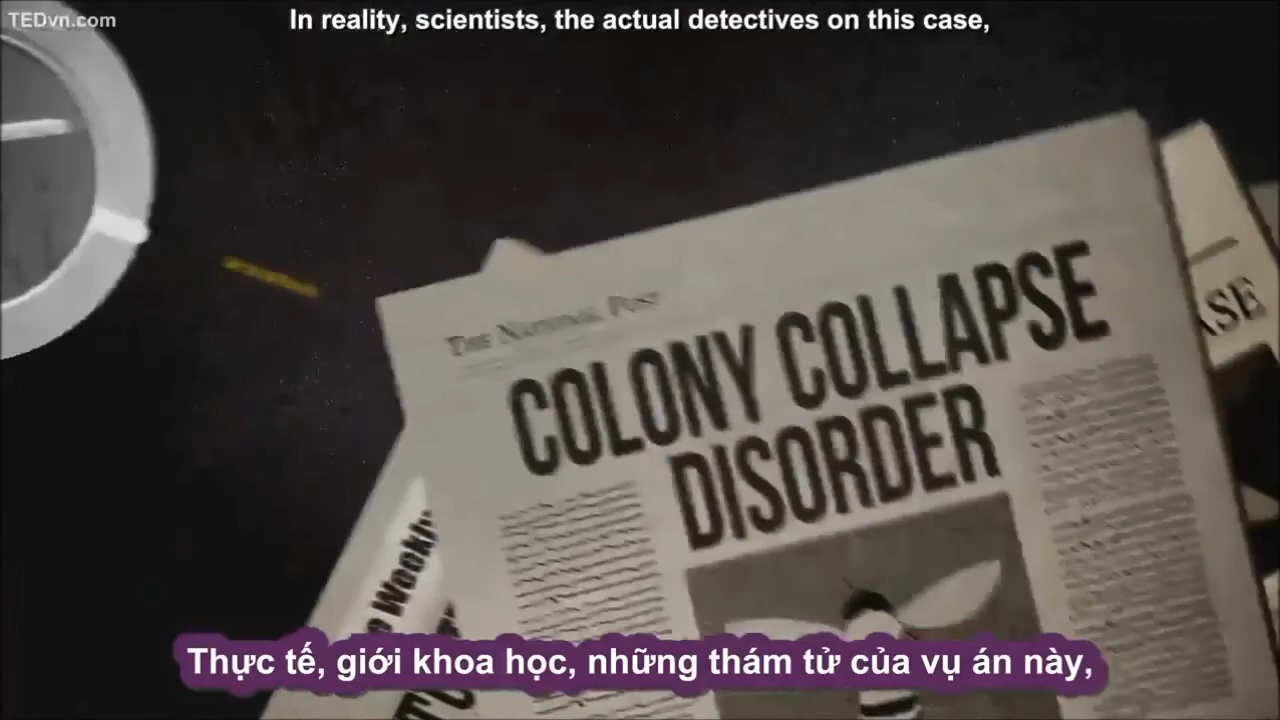 TEDvn.com
In reality, scientists, the actual detectives on this case,
THE NATIONAL POST
COLONY COLLAPSE
DISORDER
ASE
Weekly
Thực tế, giới khoa học, những thám tử của vụ án này,